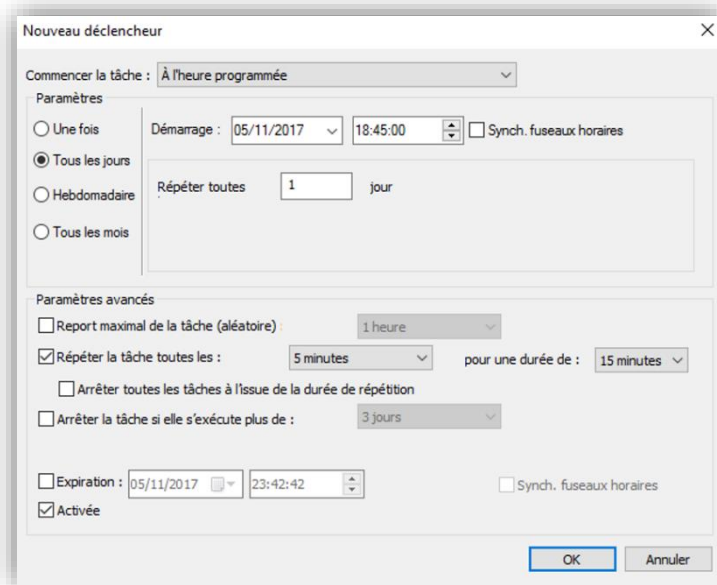 Nouveau déclencheur
Commencer la tâche : À l'heure programmée
Paramètres
Une fois
Démarrage : 05/11/2017 18:45:00 Synch. fuseaux horaires
Tous les jours
Répéter toutes 1 jour
Hebdomadaire
Tous les mois
Paramètres avancés
Report maximal de la tâche (aléatoire) : 1 heure
Répéter la tâche toutes les : 5 minutes pour une durée de : 15 minutes
Arrêter toutes les tâches à l'issue de la durée de répétition
Arrêter la tâche si elle s'exécute plus de : 3 jours
Expiration : 05/11/2017 23:42:42 Synch. fuseaux horaires
Activée
OK Annuler